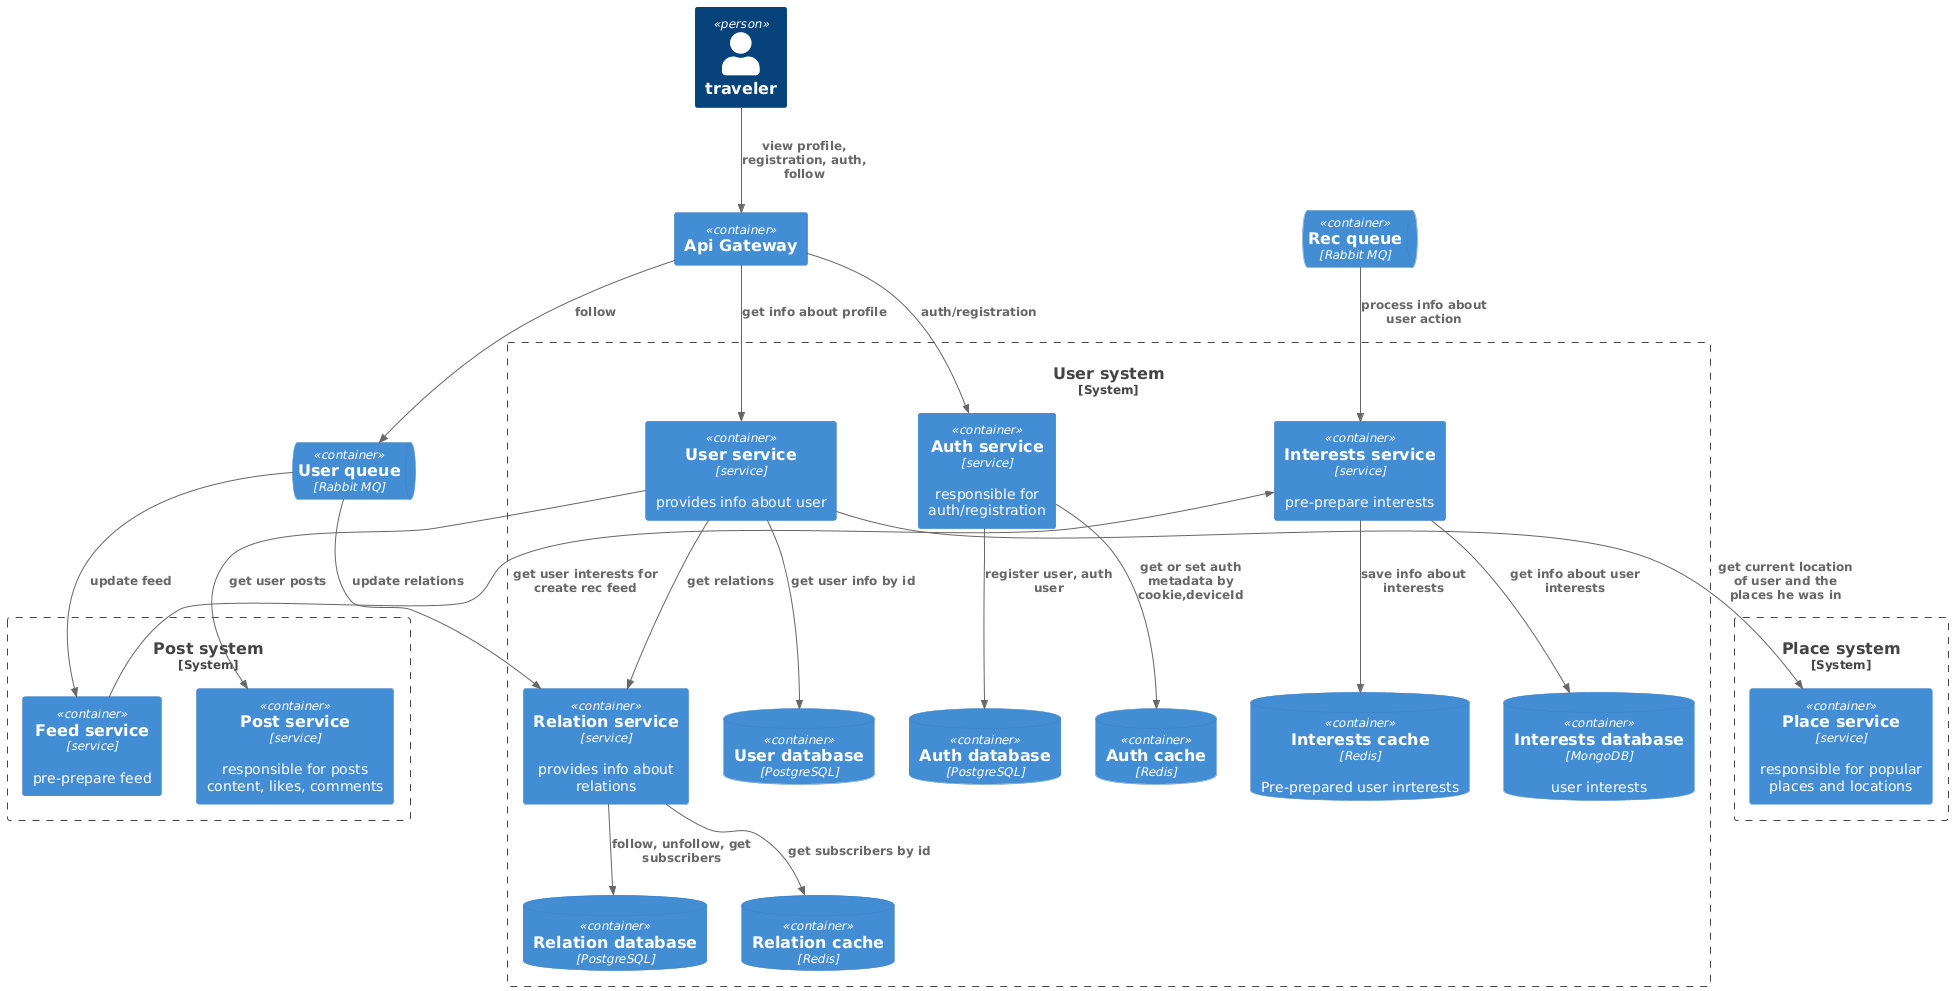 «person»
traveler
view profile,
registration, auth,
follow
«container»
Api Gateway
«container»
Rec queue
[Rabbit MQ]
follow
get info about profile
auth/registration
process info about
user action
User system
[System]
«container»
User queue
[Rabbit MQ]
«container»
User service
[service]
provides info about user
«container»
Auth service
[service]
responsible for
auth/registration
«container»
Interests service
[service]
pre-prepare interests
update feed
get user posts
update relations
get user interests for
create rec feed
get relations
get user info by id
register user, auth
user
get or set auth
metadata by
cookie,deviceId
save info about
interests
get info about user
interests
get current location
of user and the
places he was in
Post system
[System]
«container»
Feed service
[service]
pre-prepare feed
«container»
Post service
[service]
responsible for posts
content, likes, comments
«container»
Relation service
[service]
provides info about
relations
«container»
User database
[PostgreSQL]
«container»
Auth database
[PostgreSQL]
«container»
Auth cache
[Redis]
«container»
Interests cache
[Redis]
Pre-prepared user inrterests
«container»
Interests database
[MongoDB]
user interests
Place system
[System]
«container»
Place service
[service]
responsible for popular
places and locations
follow, unfollow, get
subscribers
get subscribers by id
«container»
Relation database
[PostgreSQL]
«container»
Relation cache
[Redis]